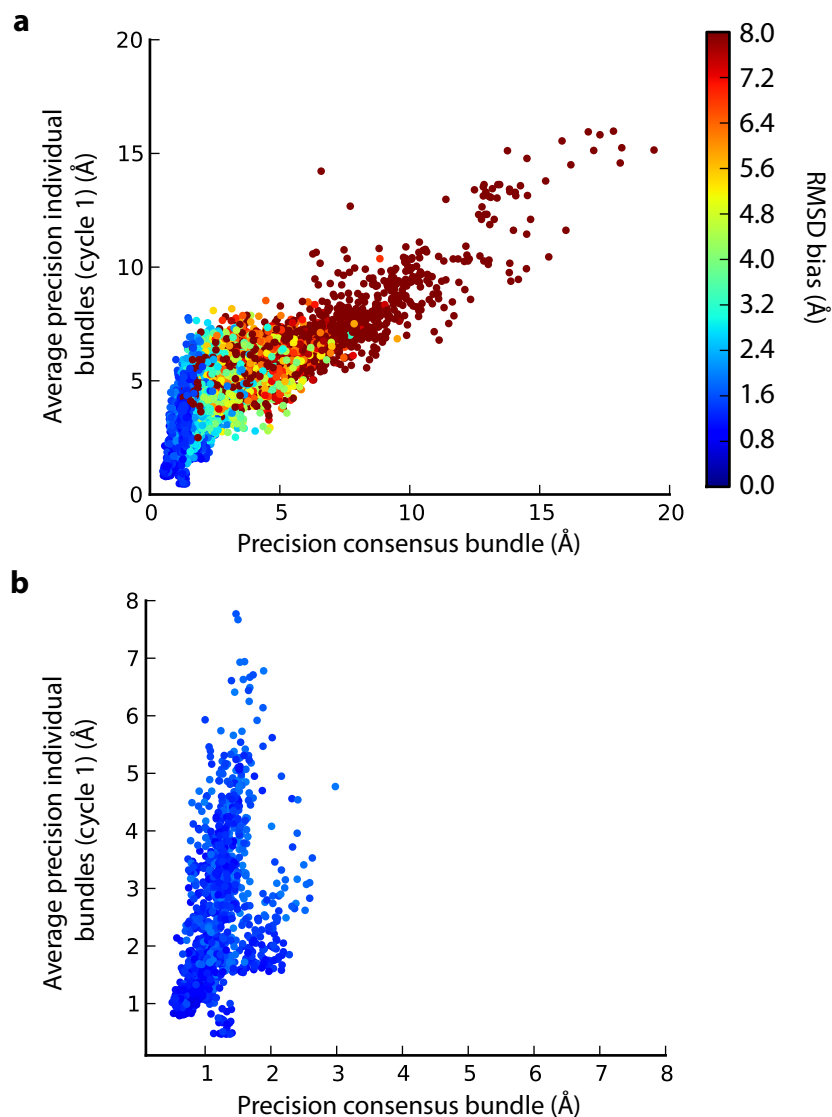 a
20
15
10
5
0
Average precision individual
bundles (cycle 1) (Å)
0 5 10 15 20
Precision consensus bundle (Å)
8.0
7.2
6.4
5.6
4.8
4.0
3.2
2.4
1.6
0.8
0.0
RMSD bias (Å)
b
8
7
6
5
4
3
2
1
Average precision individual
bundles (cycle 1) (Å)
1 2 3 4 5 6 7 8
Precision consensus bundle (Å)